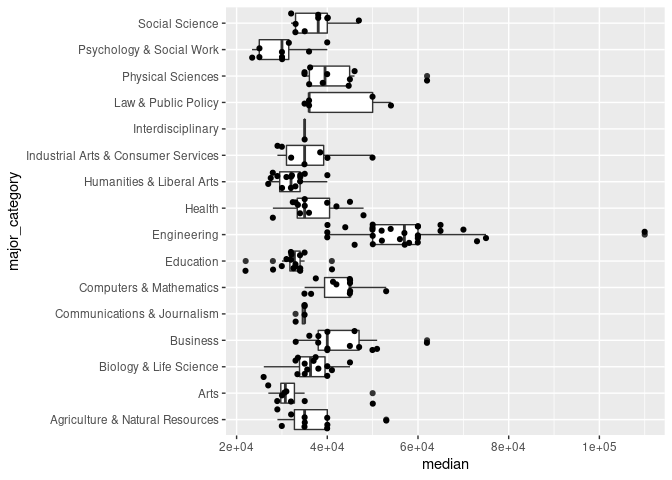 major_category
Social Science
Psychology & Social Work
Physical Sciences
Law & Public Policy
Interdisciplinary
Industrial Arts & Consumer Services
Humanities & Liberal Arts
Health
Engineering
Education
Computers & Mathematics
Communications & Journalism
Business
Biology & Life Science
Arts
Agriculture & Natural Resources
2e+04 4e+04 6e+04 8e+04 1e+05
median